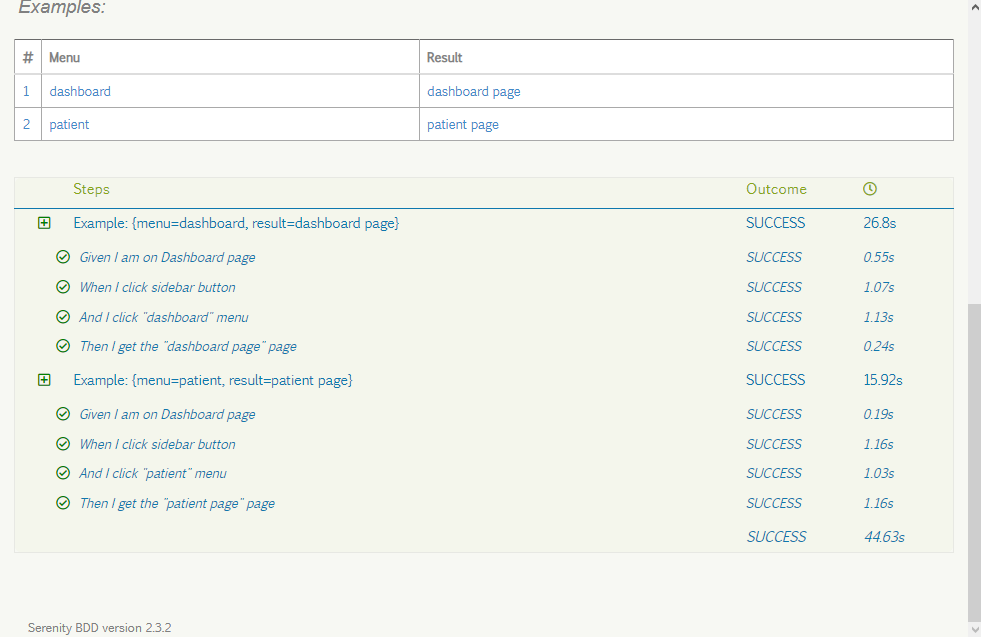 Examples:
# Menu Result
1 dashboard dashboard page
2 patient patient page
Steps Outcome
Example: {menu=dashboard, result=dashboard page} SUCCESS 26.8s
Given I am on Dashboard page SUCCESS 0.55s
When I click sidebar button SUCCESS 1.07s
And I click "dashboard" menu SUCCESS 1.13s
Then I get the "dashboard page" page SUCCESS 0.24s
Example: {menu=patient, result=patient page} SUCCESS 15.92s
Given I am on Dashboard page SUCCESS 0.19s
When I click sidebar button SUCCESS 1.16s
And I click "patient" menu SUCCESS 1.03s
Then I get the "patient page" page SUCCESS 1.16s
SUCCESS 44.63s
Serenity BDD version 2.3.2